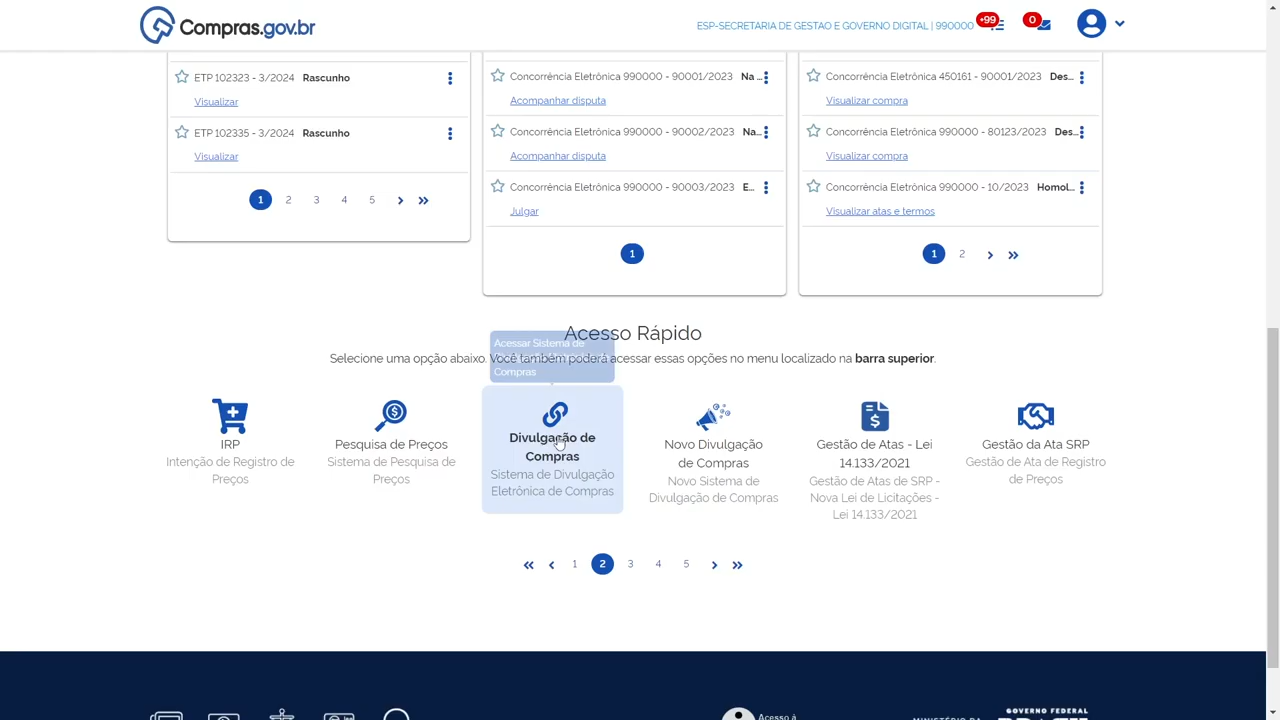 Compras.gov.br
ESP-SECRETARIA DE GESTAO E GOVERNO DIGITAL | 990000
+99
0
ETP 102323 - 3/2024 Rascunho
Visualizar
ETP 102335 - 3/2024 Rascunho
Visualizar
1 2 3 4 5
Concorrência Eletrônica 990000 - 90001/2023 Na ...
Acompanhar disputa
Concorrência Eletrônica 990000 - 90002/2023 Na...
Acompanhar disputa
Concorrência Eletrônica 990000 - 90003/2023 E...
Julgar
1
Concorrência Eletrônica 450161 - 90001/2023 Des...
Visualizar compra
Concorrência Eletrônica 990000 - 80123/2023 Des...
Visualizar compra
Concorrência Eletrônica 990000 - 10/2023 Homol...
Visualizar atas e termos
1 2
Acesso Rápido
Selecione uma opção abaixo. Você também poderá acessar essas opções no menu localizado na barra superior.
Acessar Sistema de
Compras
IRP
Intenção de Registro de
Preços
Pesquisa de Preços
Sistema de Pesquisa de
Preços
Divulgação de
Compras
Sistema de Divulgação
Eletrônica de Compras
Novo Divulgação
de Compras
Novo Sistema de
Divulgação de Compras
Gestão de Atas - Lei
14.133/2021
Gestão de Atas de SRP -
Nova Lei de Licitações -
Lei 14.133/2021
Gestão da Ata SRP
Gestão de Ata de Registro
de Preços
1 2 3 4 5
Acesso à
MINISTÉRIO DA
GOVERNO FEDERAL